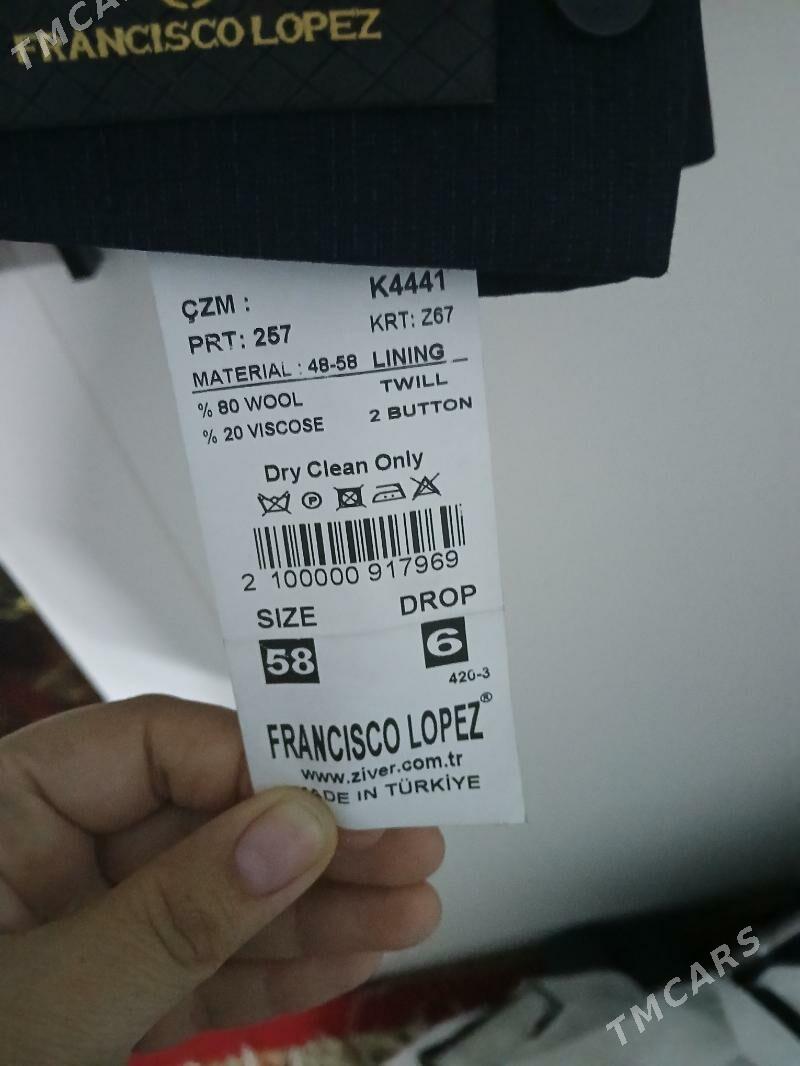 TMCARS
FRANCISCO LOPEZ
ÇZM : K4441
PRT: 257 KRT: Z67
MATERIAL : 48-58 LINING
% 80 WOOL TWILL
% 20 VISCOSE 2 BUTTON
Dry Clean Only
P
2 100000 917969
SIZE DROP
58 6
420-3
FRANCISCO LOPEZ®
www.ziver.com.tr
MADE IN TÜRKİYE
TMCARS